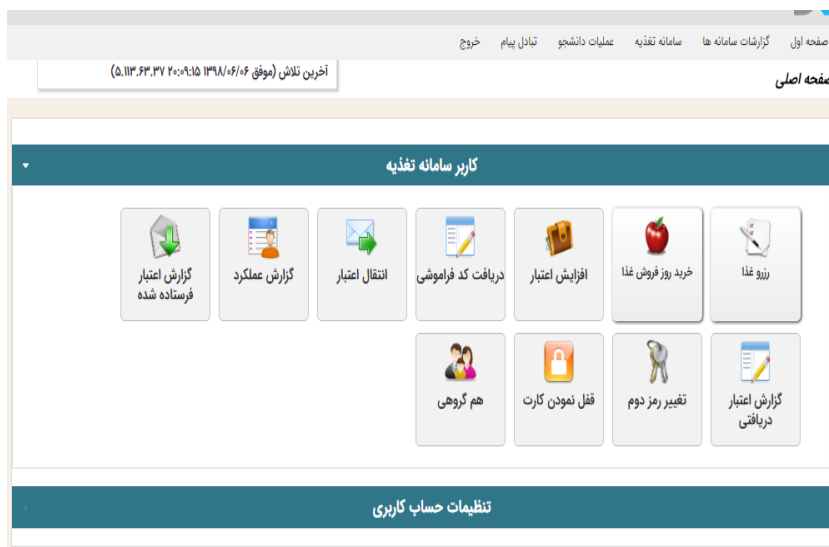 صفحه اول گزارشات سامانه ها سامانه تغذیه عملیات دانشجو تبادل پیام خروج
صفحه اصلی
آخرین تلاش (موفق ۱۳۹۸/۰۶/۰۶ ۲۰:۰۹:۱۵ ۵.۱۱۳.۶۳.۳۷)
کاربر سامانه تغذیه
رزرو غذا
خرید روز فروش غذا
افزایش اعتبار
دریافت کد فراموشی
انتقال اعتبار
گزارش عملکرد
گزارش اعتبار
فرستاده شده
گزارش اعتبار
دریافتی
تغییر رمز دوم
قفل نمودن کارت
هم گروهی
تنظیمات حساب کاربری